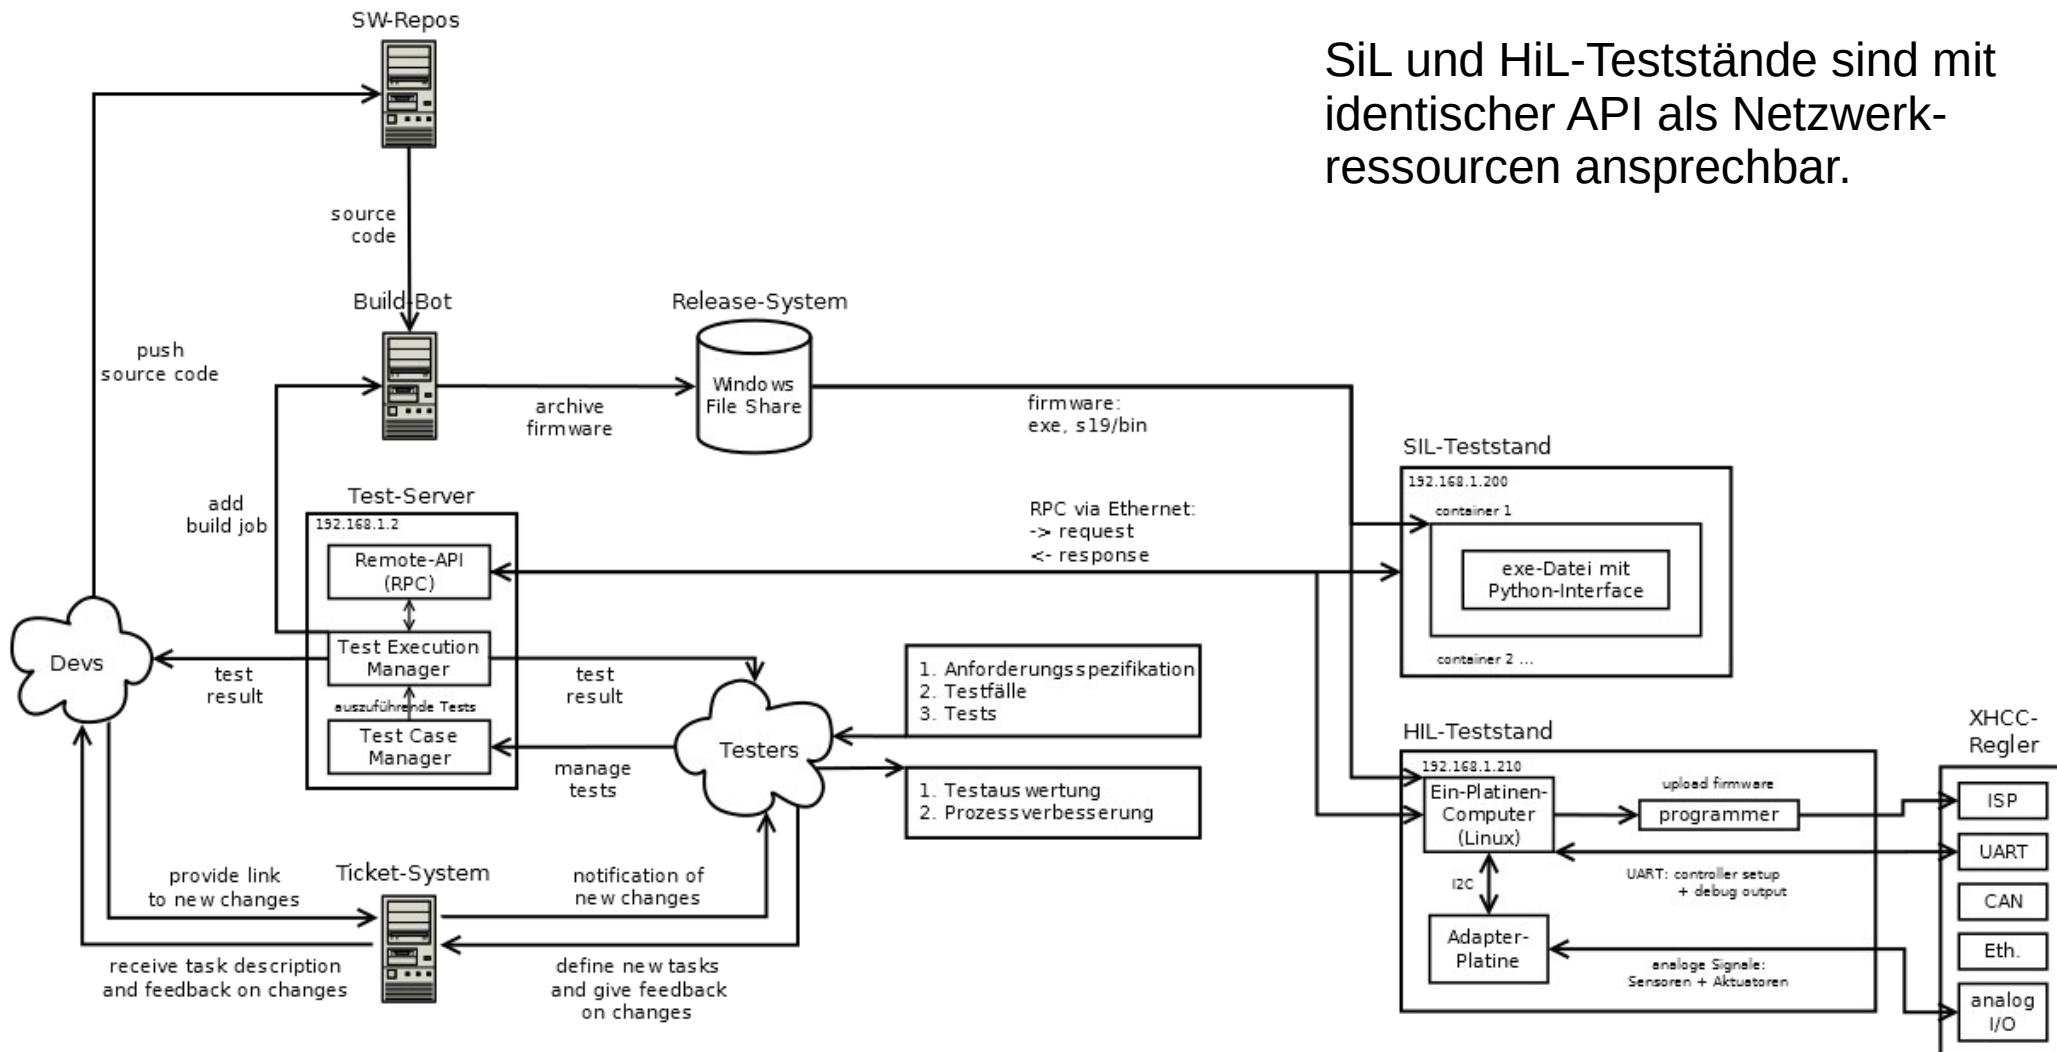 SW-Repos
SiL und HiL-Teststände sind mit
identischer API als Netzwerk-
ressourcen ansprechbar.
source
code
Build-Bot
Release-System
push
source code
Windows
File Share
archive
firmware
firmware:
exe, s19/bin
SIL-Teststand
192.168.1.200
container 1
exe-Datei mit
Python-Interface
container 2 ...
add
build job
Test-Server
192.168.1.2
Remote-API
(RPC)
RPC via Ethernet:
-> request
<- response
Test Execution
Manager
auszuführende Tests
Test Case
Manager
Devs
test
result
test
result
1. Anforderungsspezifikation
2. Testfälle
3. Tests
Testers
manage
tests
1. Testauswertung
2. Prozessverbesserung
HIL-Teststand
192.168.1.210
Ein-Platinen-
Computer
(Linux)
upload firmware
programmer
I2C
UART: controller setup
+ debug output
Adapter-
Platine
analoge Signale:
Sensoren + Aktuatoren
XHCC-
Regler
ISP
UART
CAN
Eth.
analog
I/O
provide link
to new changes
Ticket-System
notification of
new changes
receive task description
and feedback on changes
define new tasks
and give feedback
on changes